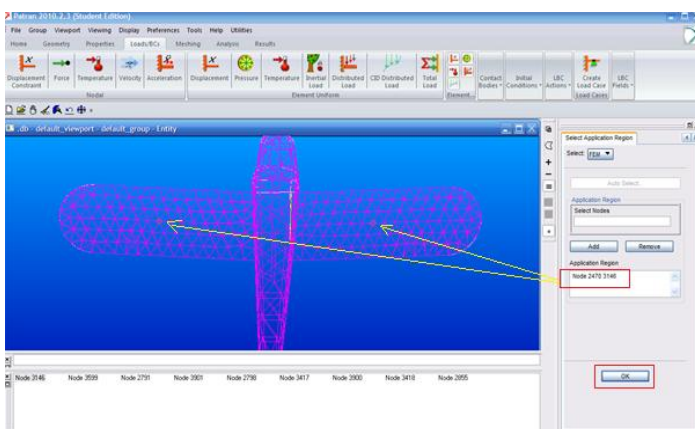 Patran 2010.2.3 (Student Edition)
File Group Viewport Viewing Display Preferences Tools Help Utilities
Home Geometry Properties Loads/BCs Meshing Analysis Results
Displacement Constraint Force Temperature Velocity Acceleration Displacement Pressure Temperature Inertial Load Distributed Load CID Distributed Load Total Load Contact Bodies Initial Conditions LBC Actions Create Load Case LBC Fields
Nodal Element Uniform Element... Load Cases
.db - default_viewport - default_group - Entity
Select Application Region
Select: FEM
Auto Select
Application Region
Select Nodes
Add Remove
Application Region
Node 2470 3146
OK
Node 3146 Node 3599 Node 2791 Node 3901 Node 2798 Node 3417 Node 3900 Node 3418 Node 2855